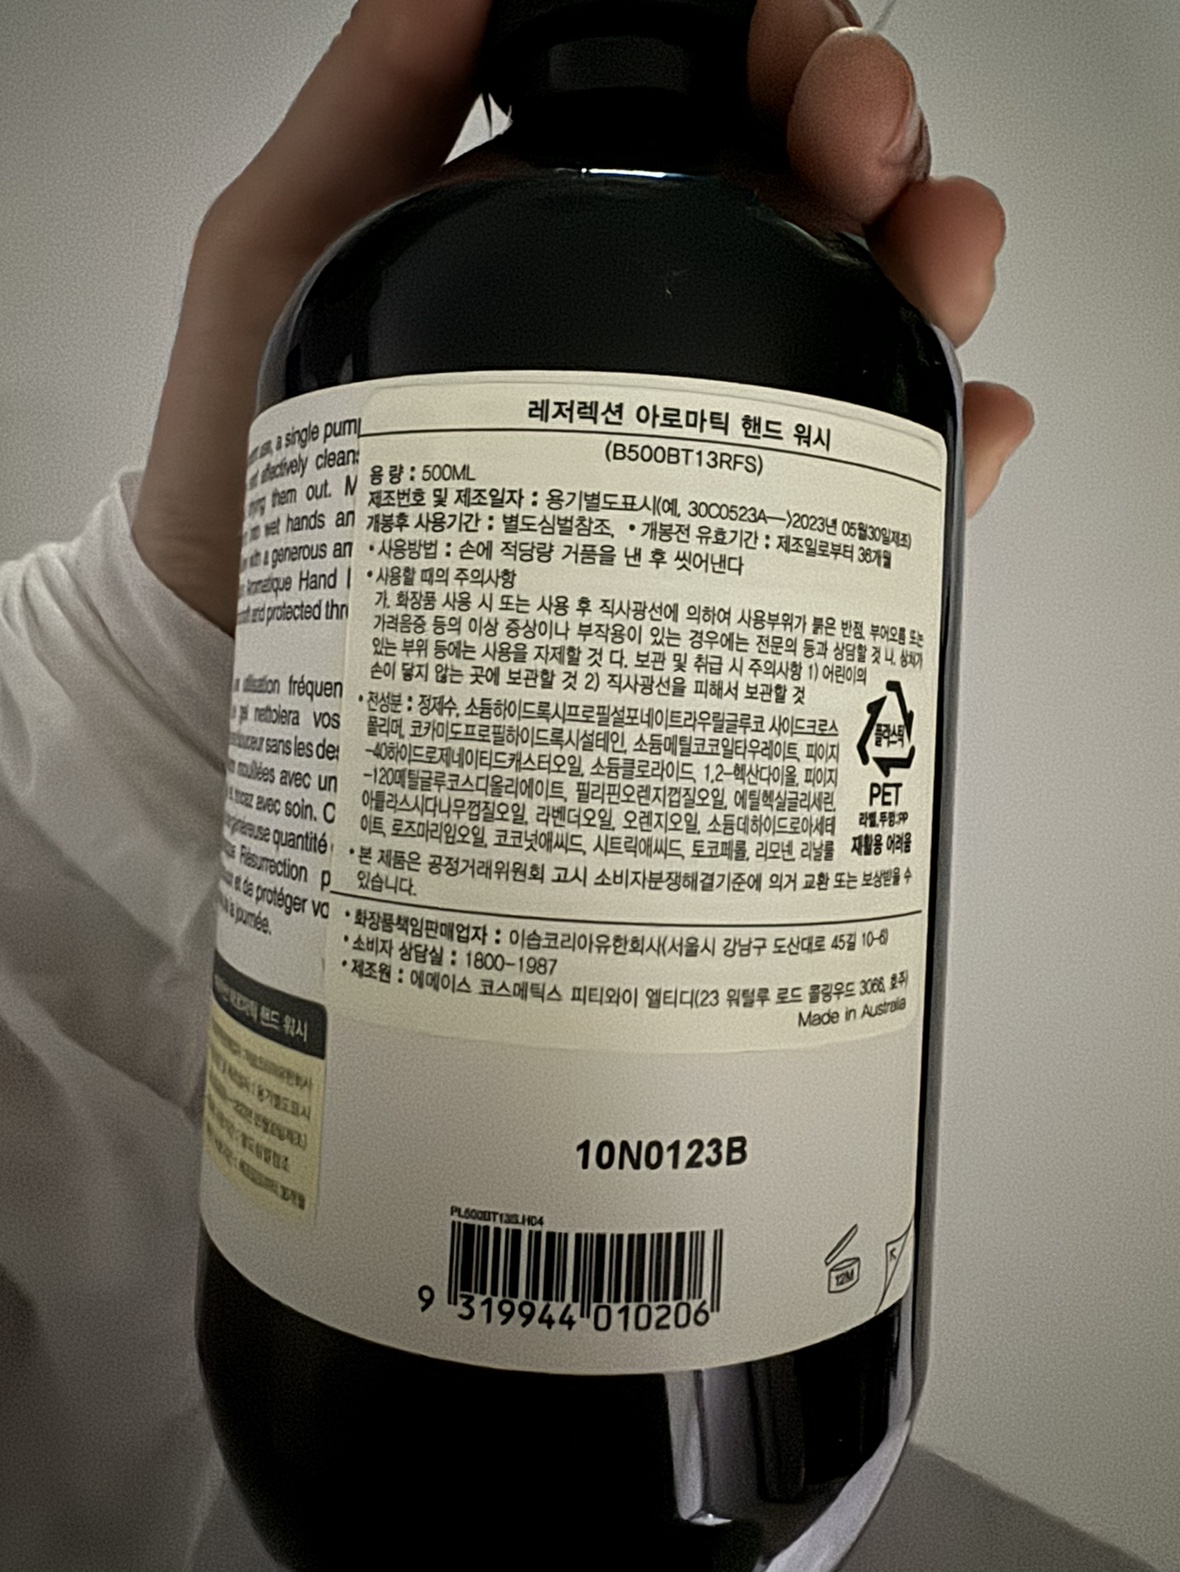 a single pump
effectively cleans
them out. M
wet hands an
with a generous am
Aromatique Hand
and protected thro
utilisation fréquen
gel nettoiera vos
sans les des
mouillées avec un
avec soin. C
généreuse quantité
Résurrection p
et de protéger vo
journée.
레저렉션 아로마틱 핸드 워시
(B500BT13RFS)
용 량 : 500ML
제조번호 및 제조일자 : 용기별도표시(예, 30C0523A—>2023년 05월30일제조)
개봉후 사용기간 : 별도심벌참조, • 개봉전 유효기간 : 제조일로부터 36개월
• 사용방법 : 손에 적당량 거품을 낸 후 씻어낸다
• 사용할 때의 주의사항
가. 화장품 사용 시 또는 사용 후 직사광선에 의하여 사용부위가 붉은 반점, 부어오름 또는
가려움증 등의 이상 증상이나 부작용이 있는 경우에는 전문의 등과 상담할 것 나. 상처가
있는 부위 등에는 사용을 자제할 것 다. 보관 및 취급 시 주의사항 1) 어린이의
손이 닿지 않는 곳에 보관할 것 2) 직사광선을 피해서 보관할 것
• 전성분 : 정제수, 소듐하이드록시프로필설포네이트라우릴글루코 사이드크로스
폴리머, 코카미도프로필하이드록시설테인, 소듐메틸코코일타우레이트, 피이지
-40하이드로제네이티드캐스터오일, 소듐클로라이드, 1,2-헥산다이올, 피이지
-120메틸글루코스디올리에이트, 필리핀오렌지껍질오일, 에틸헥실글리세린,
아틀라스시다나무껍질오일, 라벤더오일, 오렌지오일, 소듐데하이드로아세테
이트, 로즈마리잎오일, 코코넛애씨드, 시트릭애씨드, 토코페롤, 리모넨, 리날룰
플라스틱
PET
라벨,뚜껑:PP
재활용 어려움
• 본 제품은 공정거래위원회 고시 소비자분쟁해결기준에 의거 교환 또는 보상받을 수
있습니다.
• 화장품책임판매업자 : 이솝코리아유한회사(서울시 강남구 도산대로 45길 10-6)
• 소비자 상담실 : 1800-1987
• 제조원 : 에메이스 코스메틱스 피티와이 엘티디(23 워털루 로드 콜링우드 3066, 호주)
Made in Australia
핸드 워시
용기별도표시
별도심벌참조
10N0123B
PL500BT13S.H04
9 319944 010206
12M